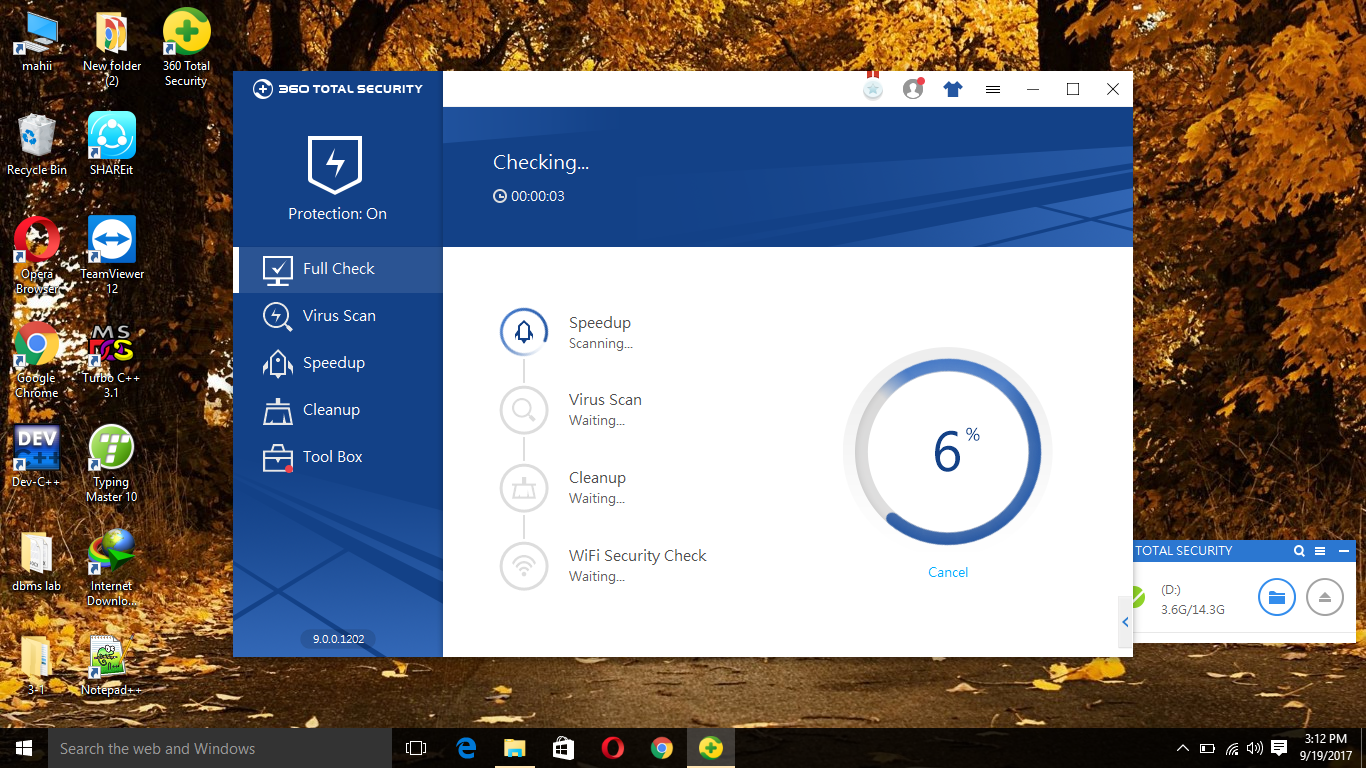 mahii
New folder
(2)
360 Total
Security
Recycle Bin
SHAREit
Opera
Browser
TeamViewer
12
Google
Chrome
MS
Turbo C++
3.1
DEV
C++
Dev-C++
Typing
Master 10
dbms lab
Internet
Downlo...
3-1
Notepad++
360 TOTAL SECURITY
Protection: On
Full Check
Virus Scan
Speedup
Cleanup
Tool Box
9.0.0.1202
Checking...
00:00:03
Speedup
Scanning...
Virus Scan
Waiting...
Cleanup
Waiting...
WiFi Security Check
Waiting...
6%
Cancel
TOTAL SECURITY
(D:)
3.6G/14.3G
Search the web and Windows
3:12 PM
9/19/2017